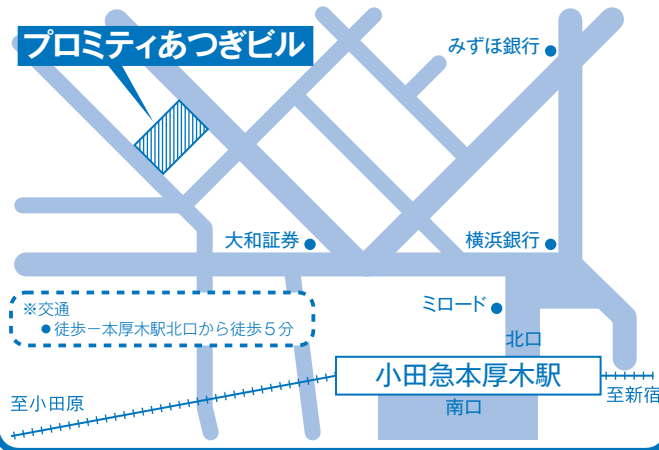 プロミティあつぎビル
みずほ銀行
大和証券
横浜銀行
※交通
●徒歩−本厚木駅北口から徒歩５分
ミロード
北口
小田急本厚木駅
至小田原
南口
至新宿